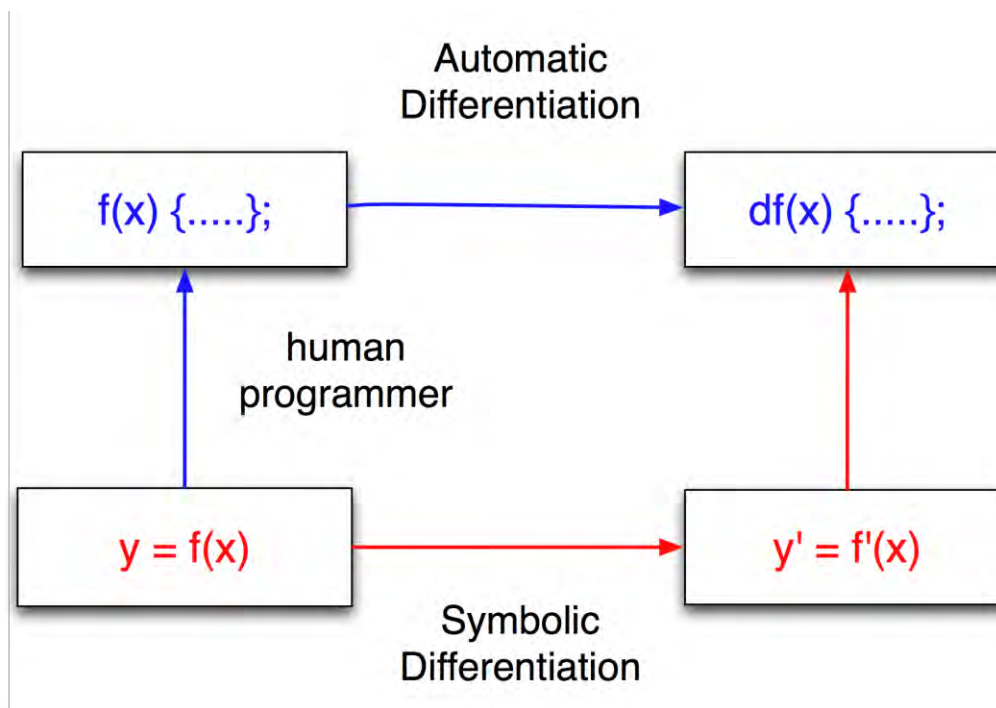 Automatic
Differentiation
f(x) {.....};
df(x) {.....};
human
programmer
y = f(x)
y' = f'(x)
Symbolic
Differentiation